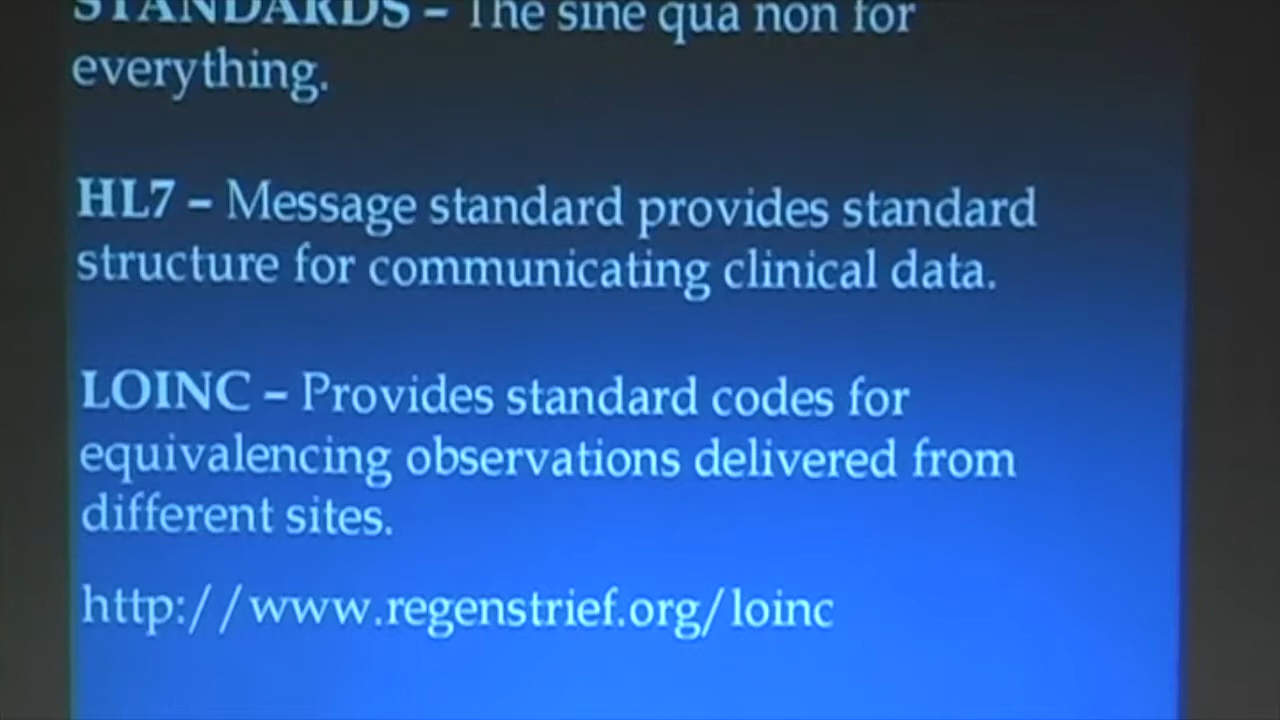 STANDARDS – The sine qua non for
everything.
HL7 – Message standard provides standard
structure for communicating clinical data.
LOINC – Provides standard codes for
equivalencing observations delivered from
different sites.
http://www.regenstrief.org/loinc